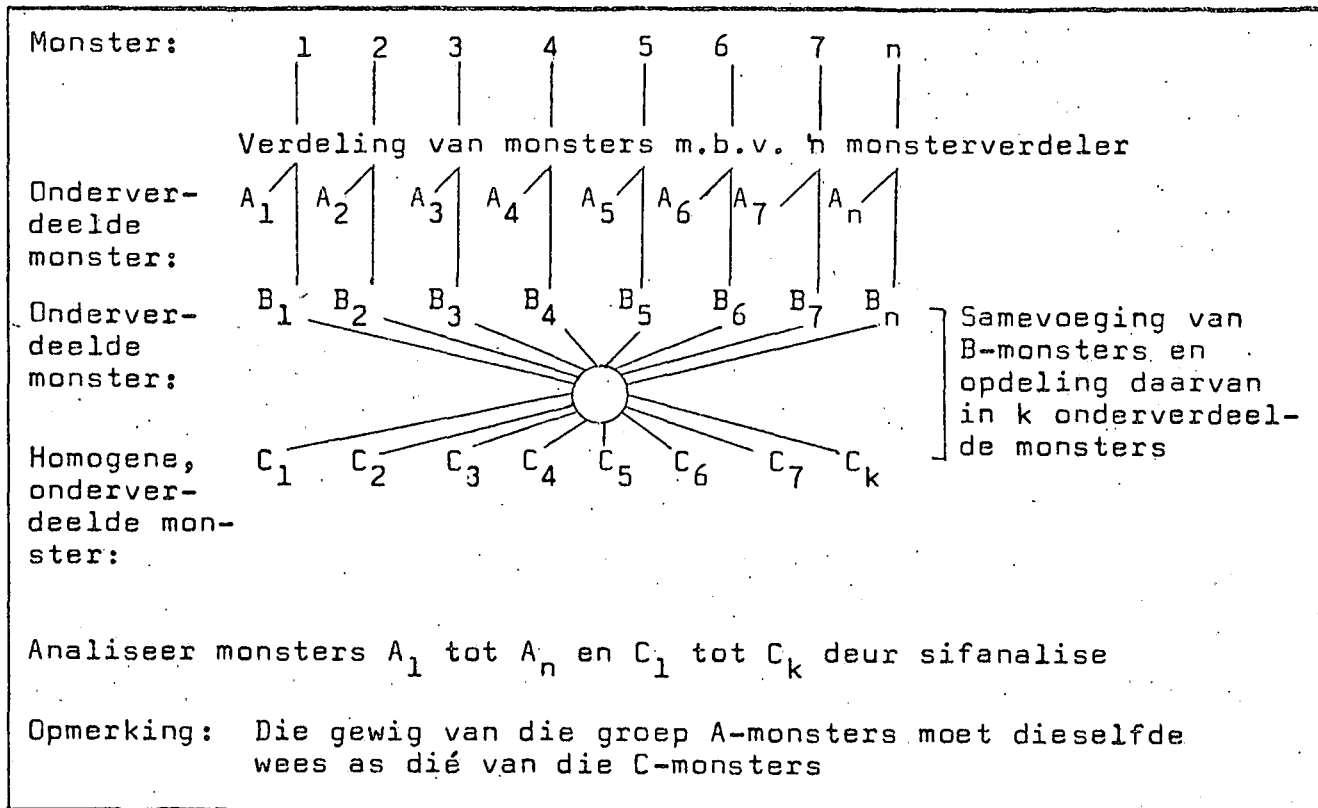 Monster: 1 2 3 4 5 6 7 n
Verdeling van monsters m.b.v. 'n monsterverdeler
Onderver-
deelde
monster:
A₁ A₂ A₃ A₄ A₅ A₆ A₇ Aₙ
Onderver-
deelde
monster:
B₁ B₂ B₃ B₄ B₅ B₆ B₇ Bₙ
Samevoeging van
B-monsters en
opdeling daarvan
in k onderverdeel-
de monsters
Homogene,
onderver-
deelde mon-
ster:
C₁ C₂ C₃ C₄ C₅ C₆ C₇ Cₖ
Analiseer monsters A₁ tot Aₙ en C₁ tot Cₖ deur sifanalise
Opmerking: Die gewig van die groep A-monsters moet dieselfde
wees as dié van die C-monsters